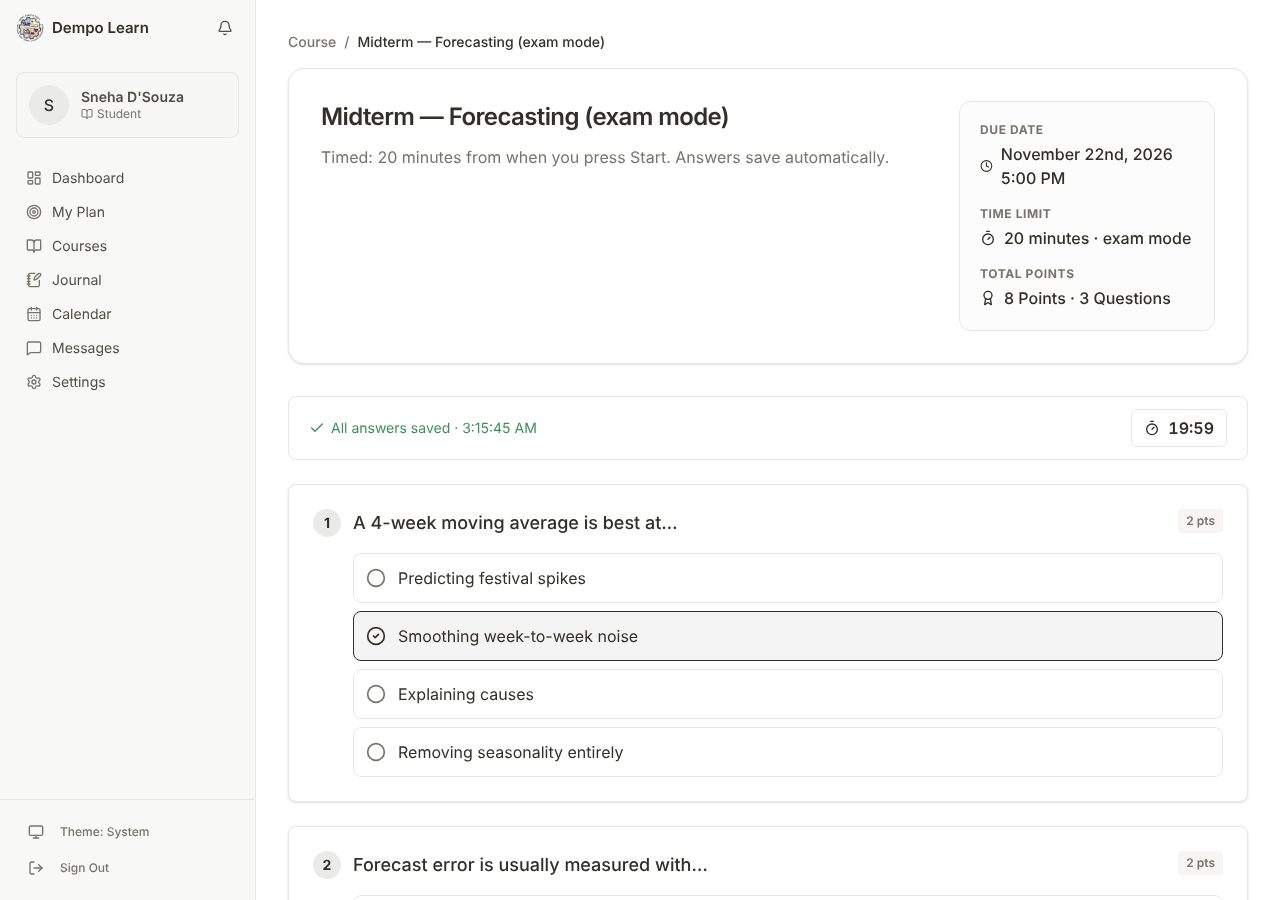 Dempo Learn
S
Sneha D'Souza
Student
Dashboard
My Plan
Courses
Journal
Calendar
Messages
Settings
Theme: System
Sign Out
Course / Midterm — Forecasting (exam mode)
Midterm — Forecasting (exam mode)
Timed: 20 minutes from when you press Start. Answers save automatically.
DUE DATE
November 22nd, 2026
5:00 PM
TIME LIMIT
20 minutes · exam mode
TOTAL POINTS
8 Points · 3 Questions
All answers saved · 3:15:45 AM
19:59
1 A 4-week moving average is best at... 2 pts
Predicting festival spikes
Smoothing week-to-week noise
Explaining causes
Removing seasonality entirely
2 Forecast error is usually measured with... 2 pts